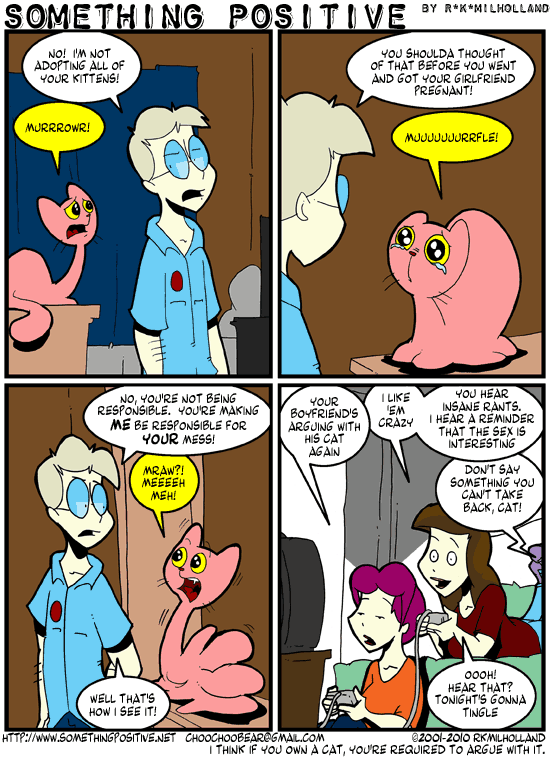 SOMETHING POSITIVE BY R*K*MILHOLLAND
NO! I'M NOT
ADOPTING ALL OF
YOUR KITTENS!
MURRROWR!
YOU SHOULDA THOUGHT
OF THAT BEFORE YOU WENT
AND GOT YOUR GIRLFRIEND
PREGNANT!
MUUUUUUURRFLE!
NO, YOU'RE NOT BEING
RESPONSIBLE. YOU'RE MAKING
ME BE RESPONSIBLE FOR
YOUR MESS!
MRAW?!
MEEEEH
MEH!
WELL THAT'S
HOW I SEE IT!
YOUR
BOYFRIEND'S
ARGUING WITH
HIS CAT
AGAIN
I LIKE
'EM
CRAZY
YOU HEAR
INSANE RANTS.
I HEAR A REMINDER
THAT THE SEX IS
INTERESTING
DON'T SAY
SOMETHING YOU
CAN'T TAKE
BACK, CAT!
OOOH!
HEAR THAT?
TONIGHT'S GONNA
TINGLE
HTTP://WWW.SOMETHINGPOSITIVE.NET CHOOCHOOBEAR@GMAIL.COM ©2001-2010 RKMILHOLLAND
I THINK IF YOU OWN A CAT, YOU'RE REQUIRED TO ARGUE WITH IT.